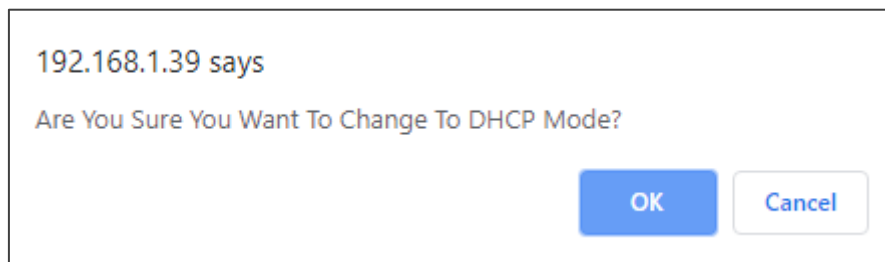 192.168.1.39 says
Are You Sure You Want To Change To DHCP Mode?
OK
Cancel